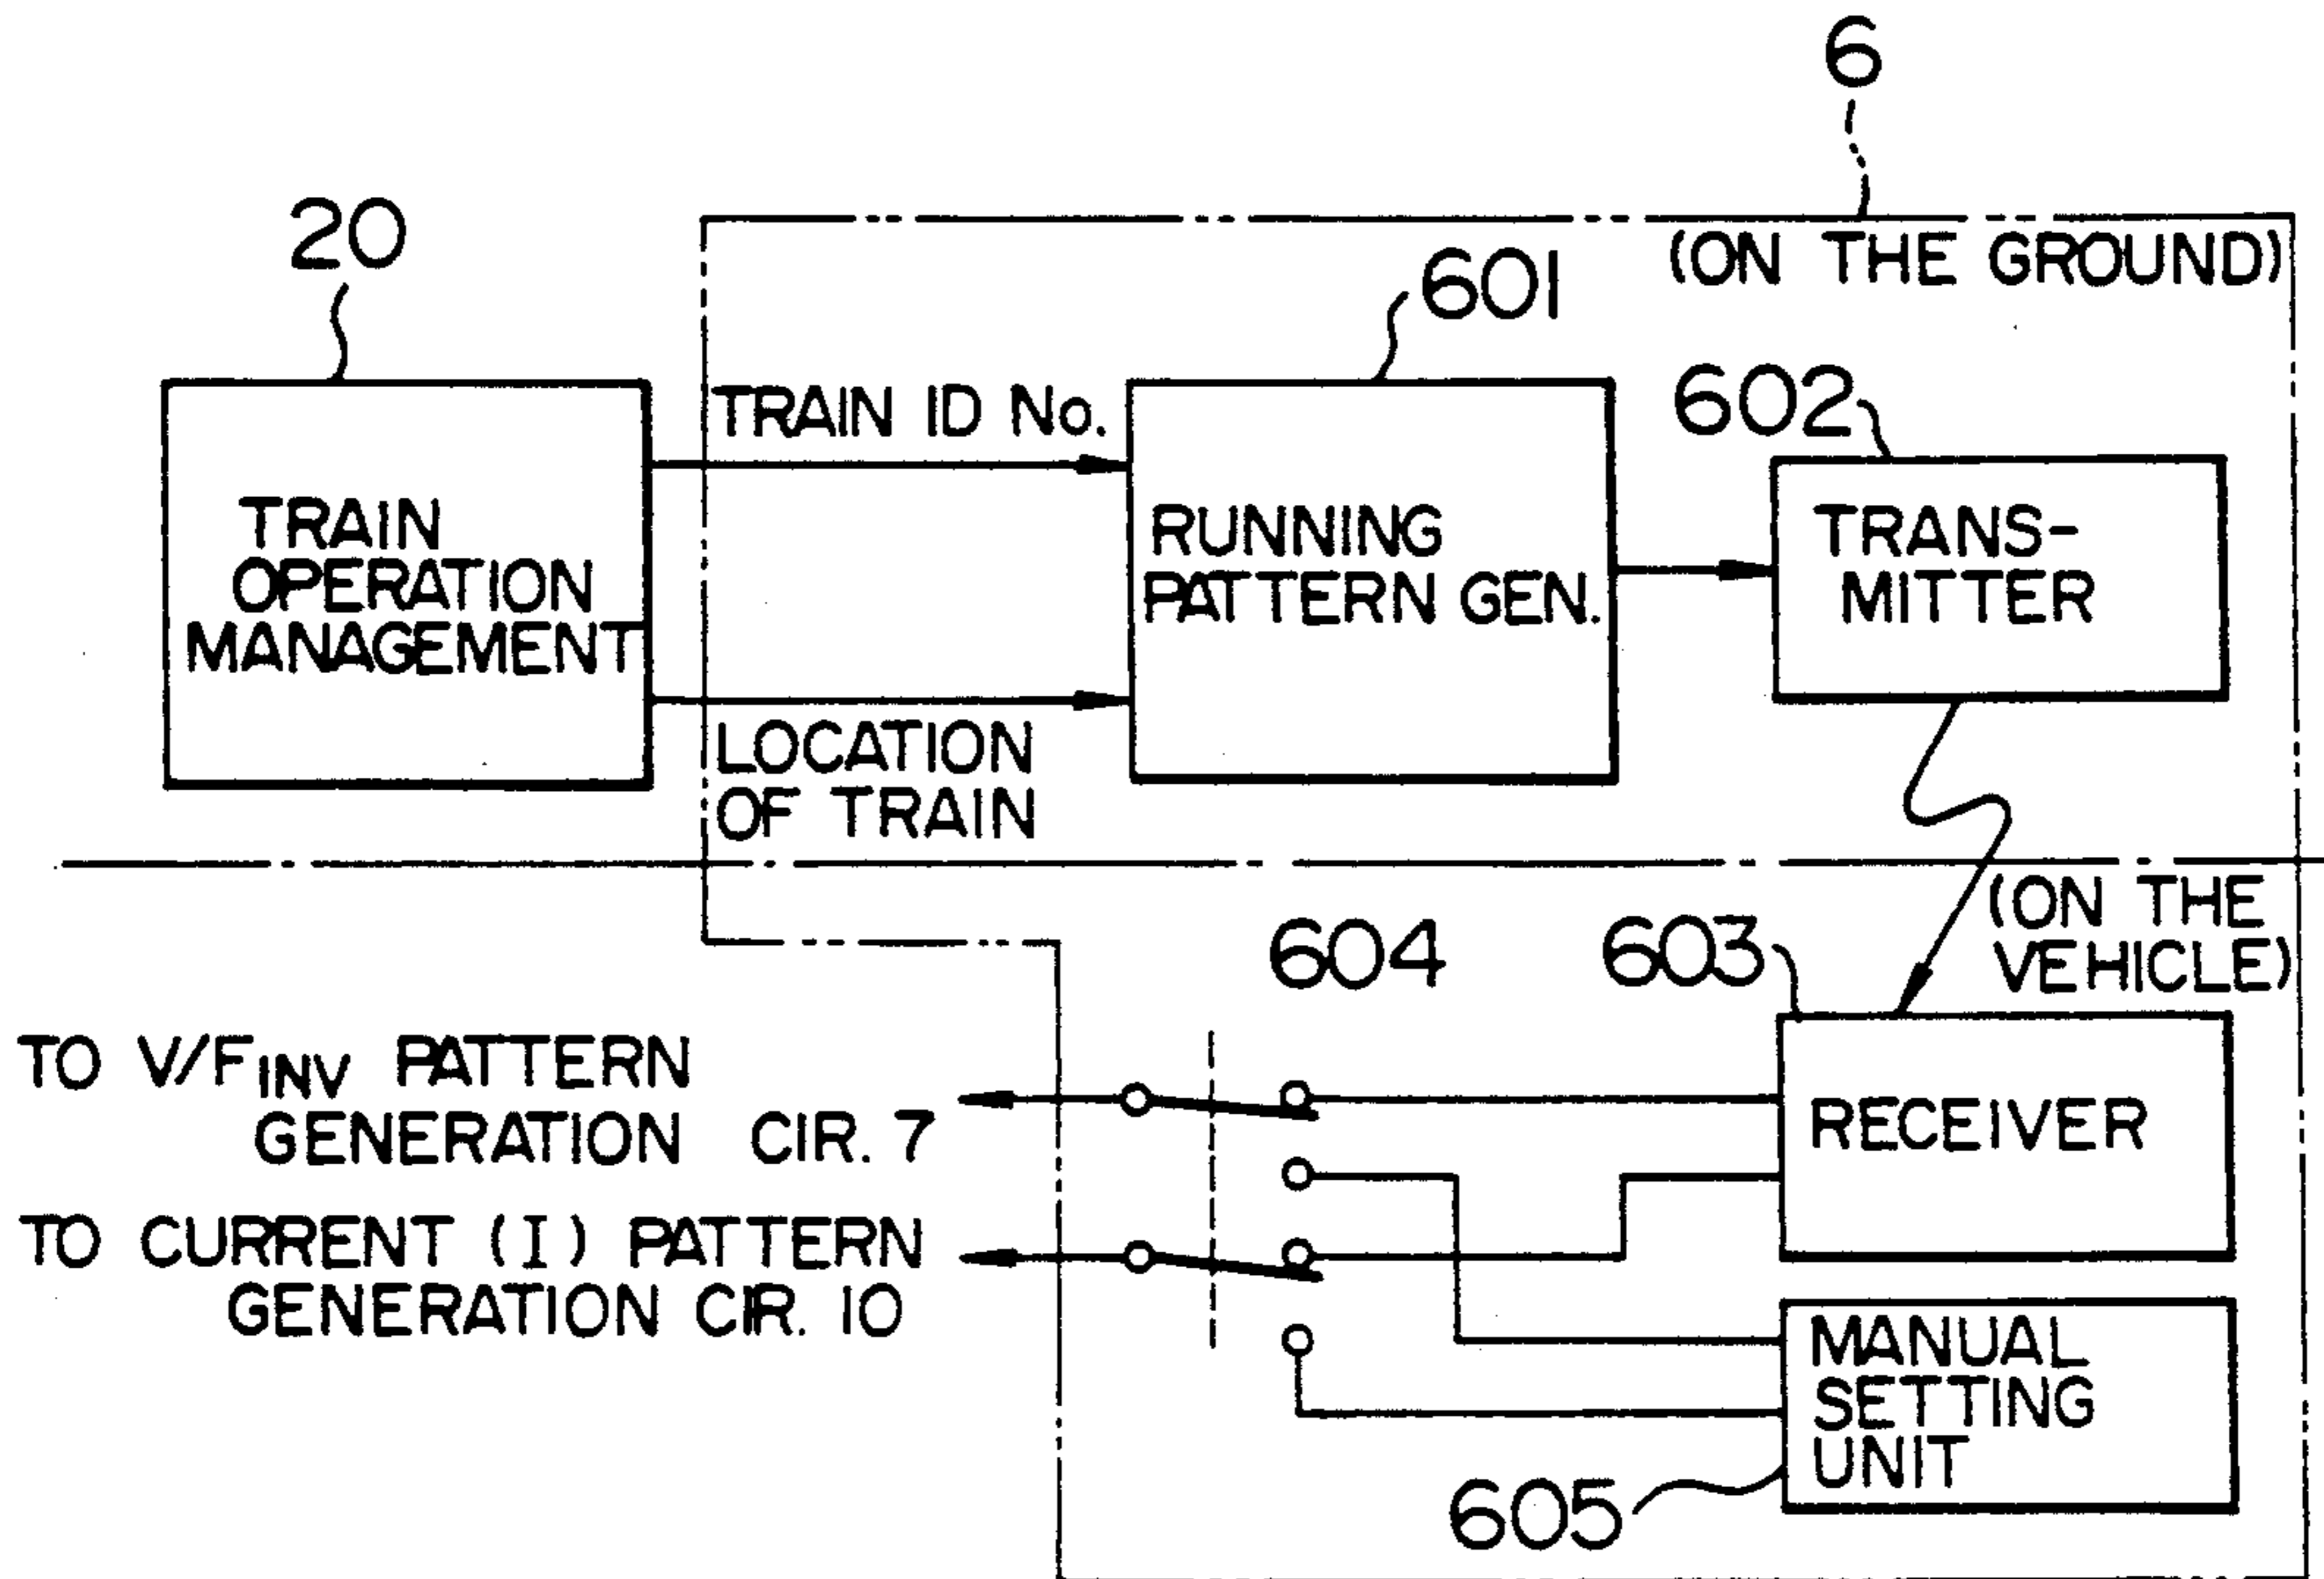 6
(ON THE GROUND)
20
601
602
TRAIN ID No.
TRAIN
OPERATION
MANAGEMENT
RUNNING
PATTERN GEN.
TRANS-
MITTER
LOCATION
OF TRAIN
(ON THE
VEHICLE)
604
603
TO V/FINV PATTERN
GENERATION CIR. 7
RECEIVER
TO CURRENT (I) PATTERN
GENERATION CIR. 10
MANUAL
SETTING
UNIT
605